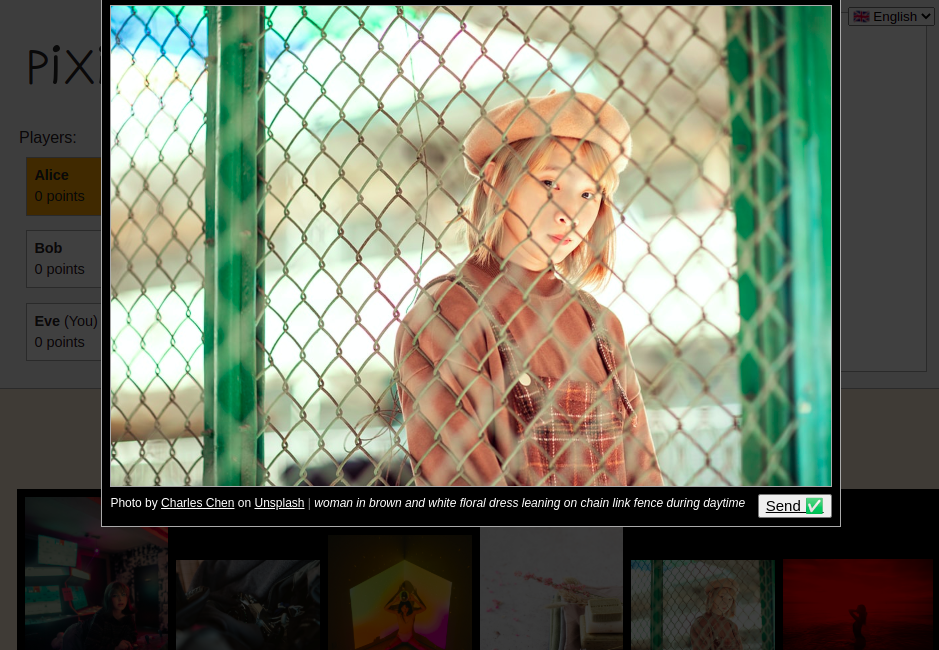 🇬🇧 English
Players:
Alice
0 points
Bob
0 points
Eve (You)
0 points
Photo by Charles Chen on Unsplash | woman in brown and white floral dress leaning on chain link fence during daytime
Send ✅